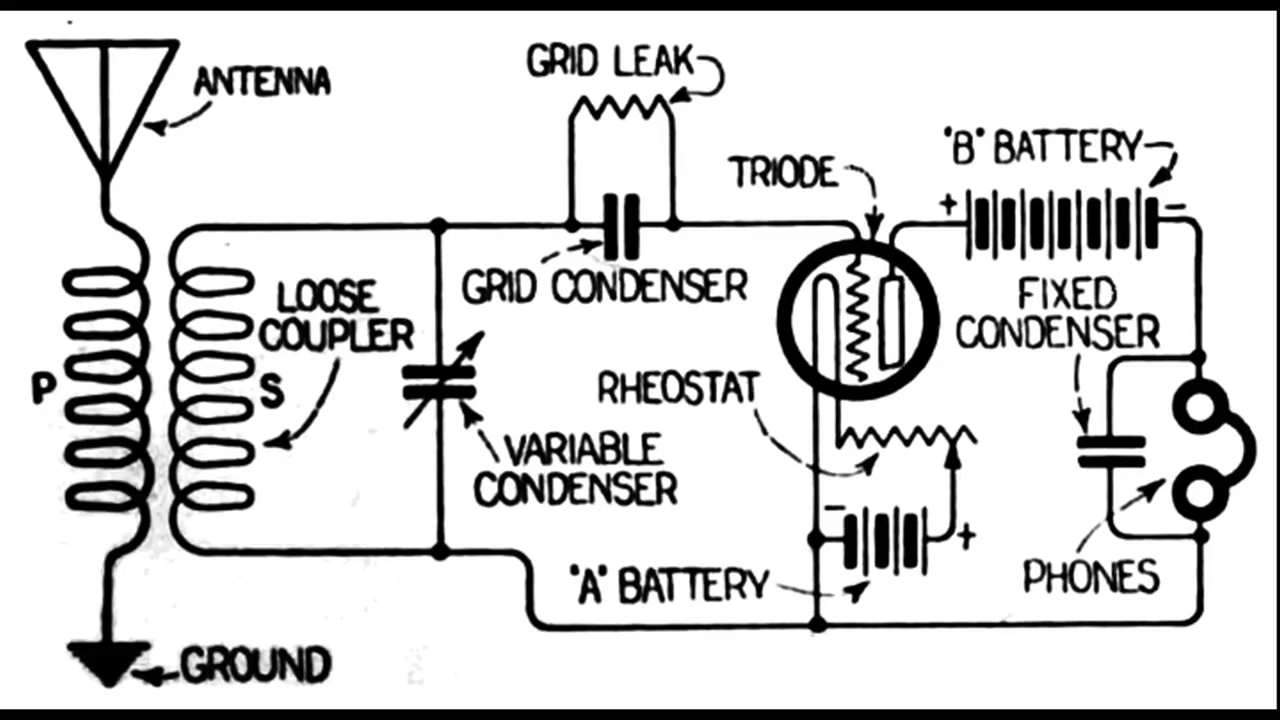 ANTENNA
GRID LEAK
TRIODE
"B" BATTERY
+
-
GRID CONDENSER
LOOSE
COUPLER
P
S
FIXED
CONDENSER
RHEOSTAT
VARIABLE
CONDENSER
-
+
"A" BATTERY
PHONES
GROUND